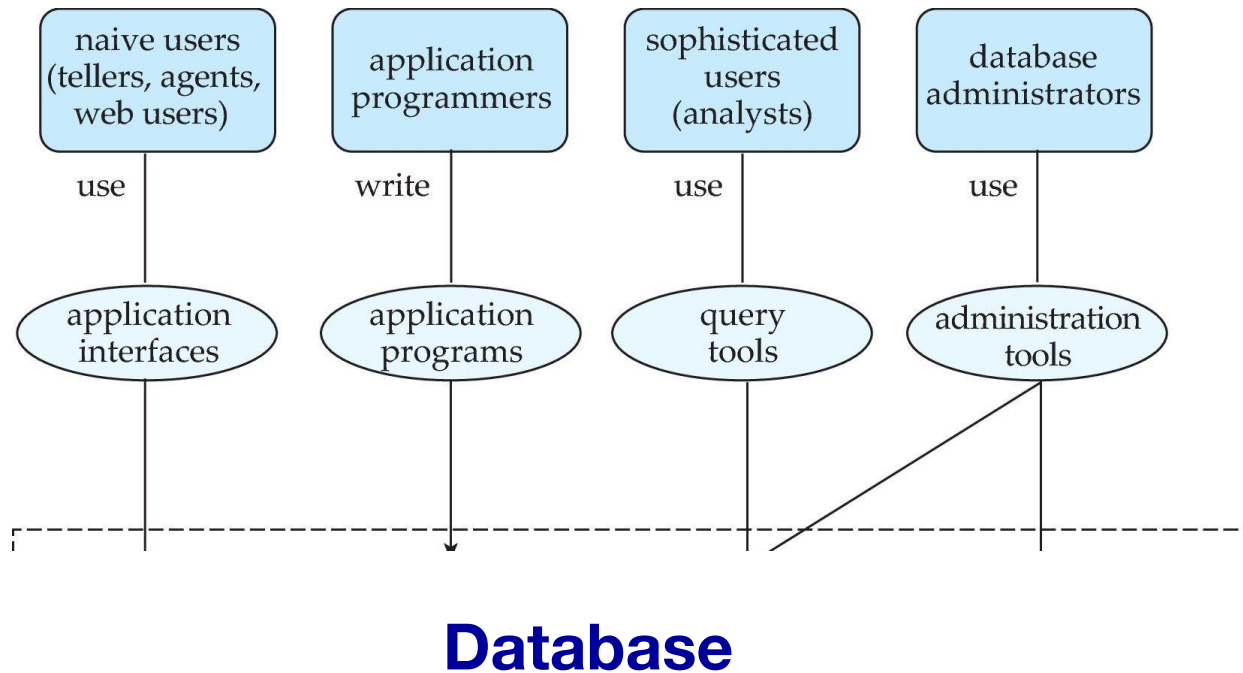 naive users
(tellers, agents,
web users)
application
programmers
sophisticated
users
(analysts)
database
administrators
use
write
use
use
application
interfaces
application
programs
query
tools
administration
tools
Database